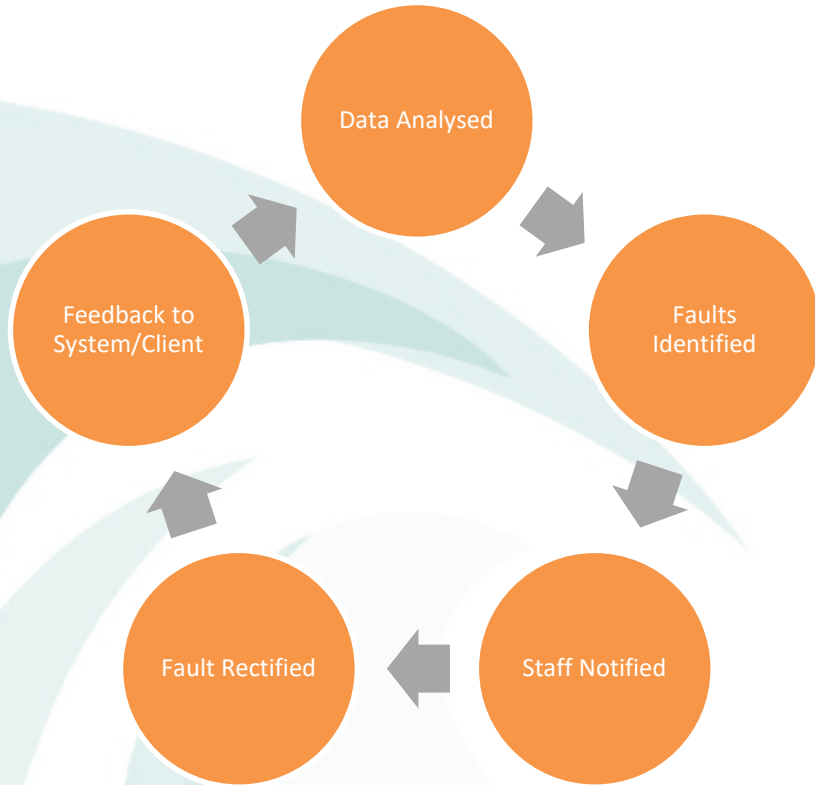 Data Analysed
Faults
Identified
Staff Notified
Fault Rectified
Feedback to
System/Client